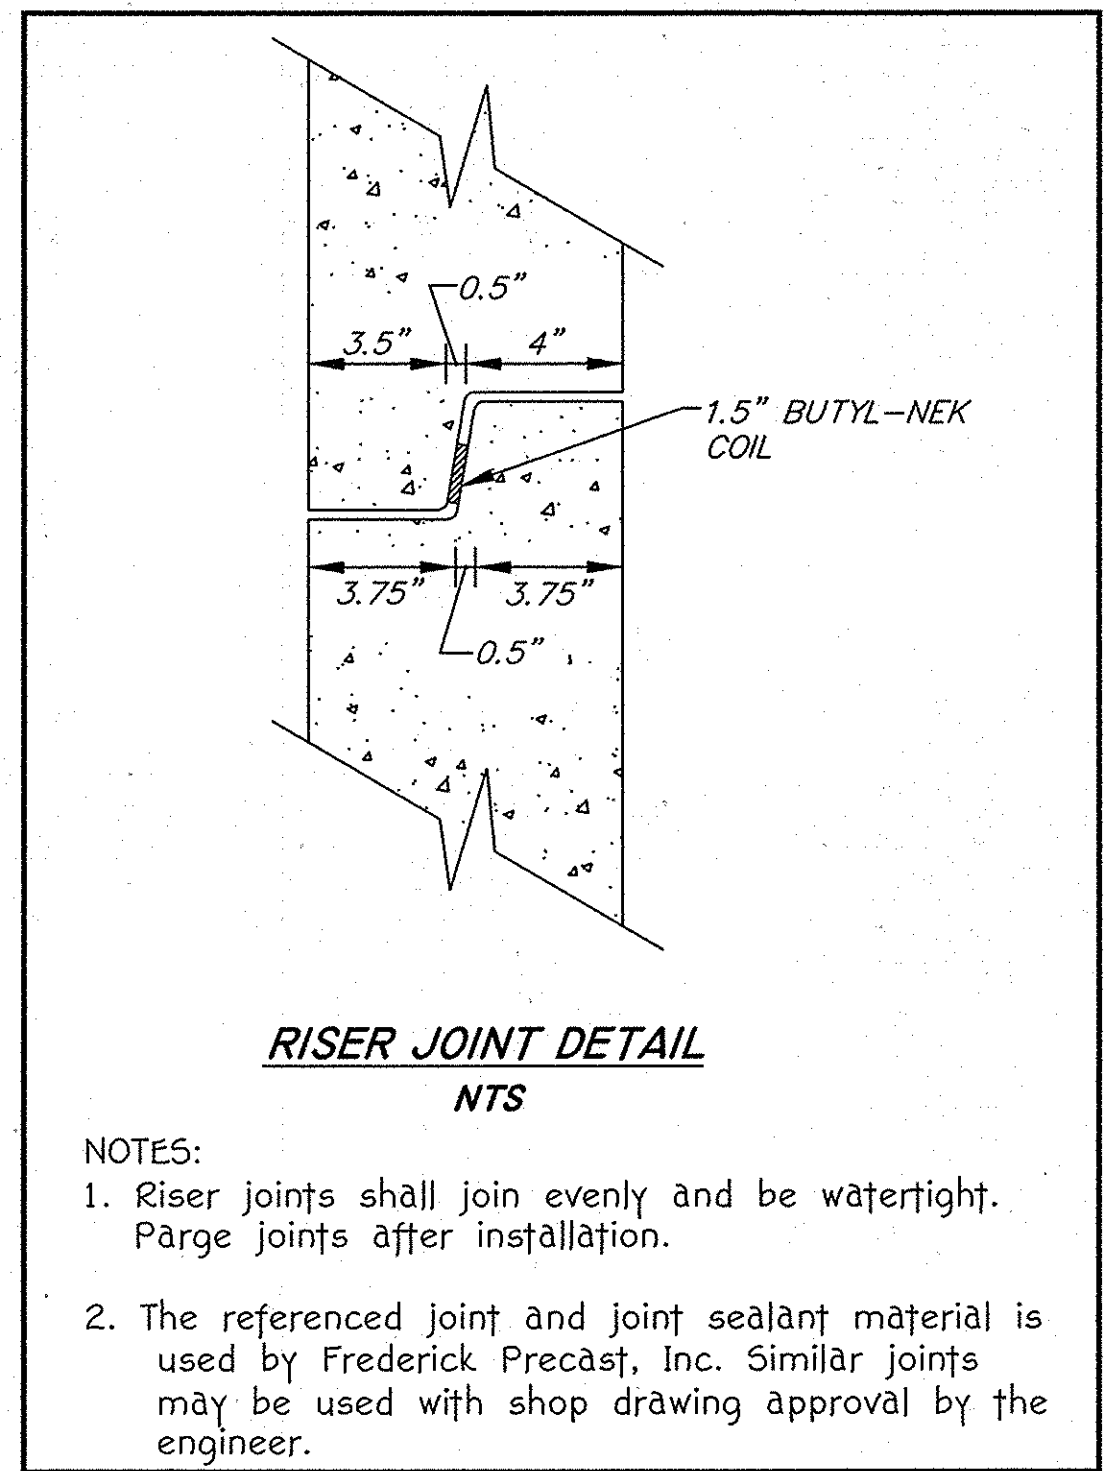 0.5"
3.5" 4"
1.5" BUTYL-NEK
COIL
3.75" 3.75"
0.5"
RISER JOINT DETAIL
NTS
NOTES:
1. Riser joints shall join evenly and be watertight.
Parge joints after installation.
2. The referenced joint and joint sealant material is
used by Frederick Precast, Inc. Similar joints
may be used with shop drawing approval by the
engineer.